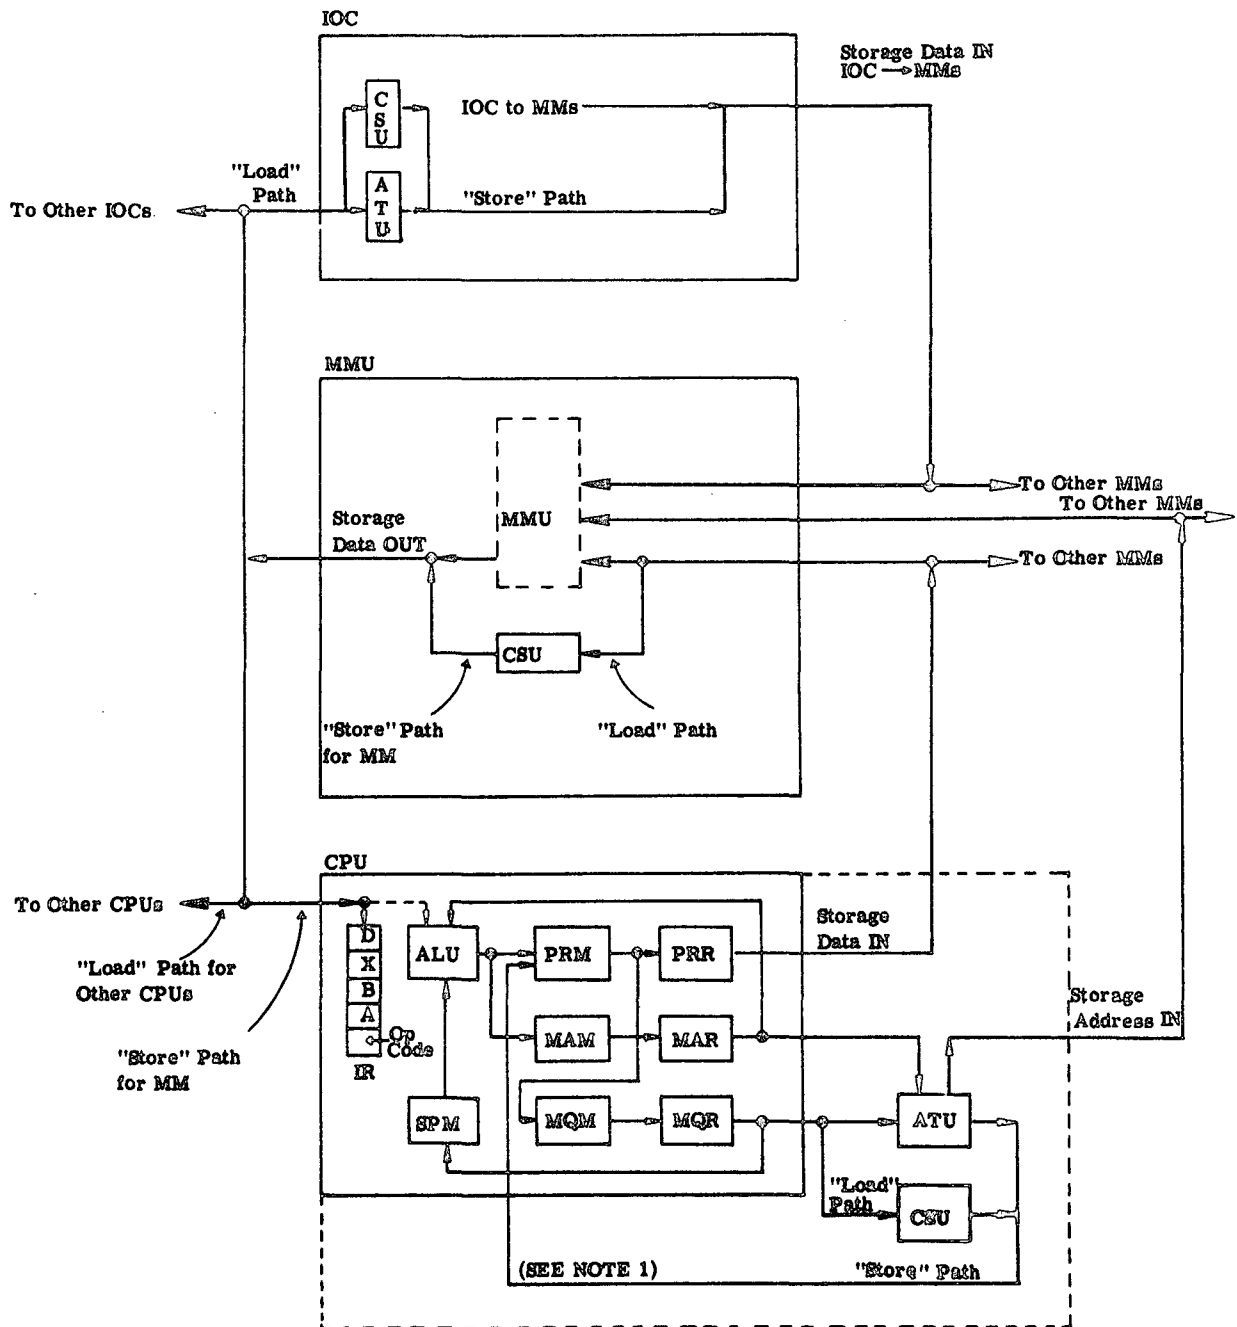 IOC
Storage Data IN
IOC → MMs
C
S
U
IOC to MMs
"Load"
Path
A
T
U
"Store" Path
To Other IOCs
MMU
To Other MMs
To Other MMs
MMU
Storage
Data OUT
To Other MMs
CSU
"Store" Path
for MM
"Load" Path
CPU
To Other CPUs
Storage
Data IN
D
X
B
A
Op
Code
IR
ALU
PRM
PRR
"Load" Path for
Other CPUs
Storage
Address IN
MAM
MAR
"Store" Path
for MM
SPM
MQM
MQR
ATU
"Load"
Path
CSU
(SEE NOTE 1)
"Store" Path